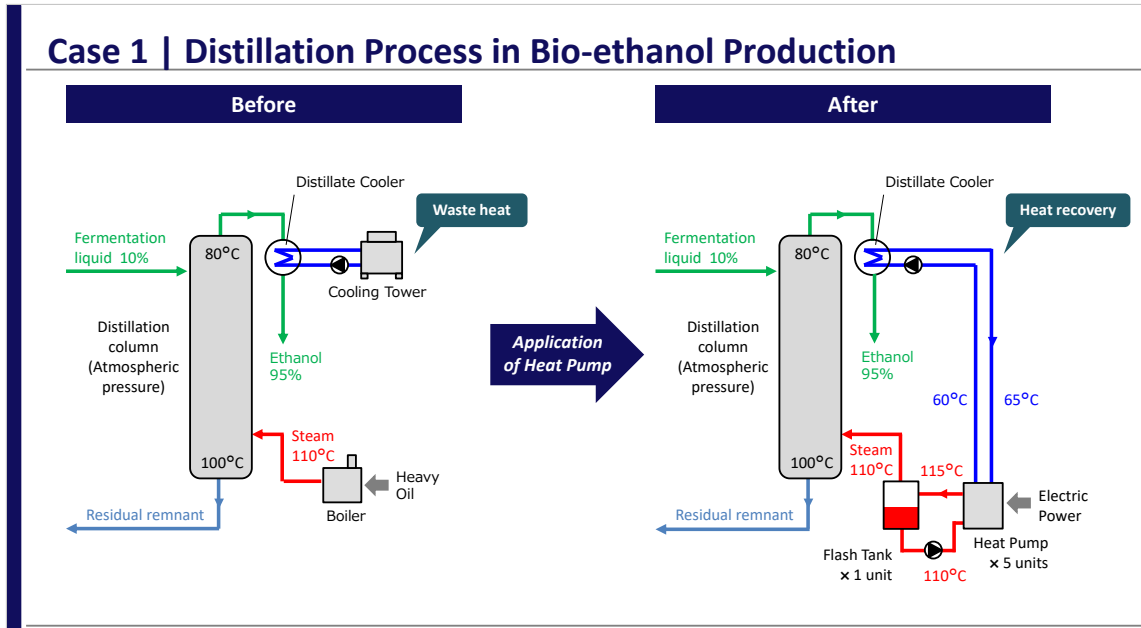 Case 1 | Distillation Process in Bio-ethanol Production
Before
Distillate Cooler
Waste heat
Fermentation
liquid 10%
80°C
Cooling Tower
Distillation
column
(Atmospheric
pressure)
Ethanol
95%
Steam
110°C
100°C
Heavy
Oil
Boiler
Residual remnant
Application
of Heat Pump
After
Distillate Cooler
Heat recovery
Fermentation
liquid 10%
80°C
Distillation
column
(Atmospheric
pressure)
Ethanol
95%
60°C
65°C
Steam
110°C
100°C
115°C
Electric
Power
Residual remnant
Flash Tank
× 1 unit
110°C
Heat Pump
× 5 units